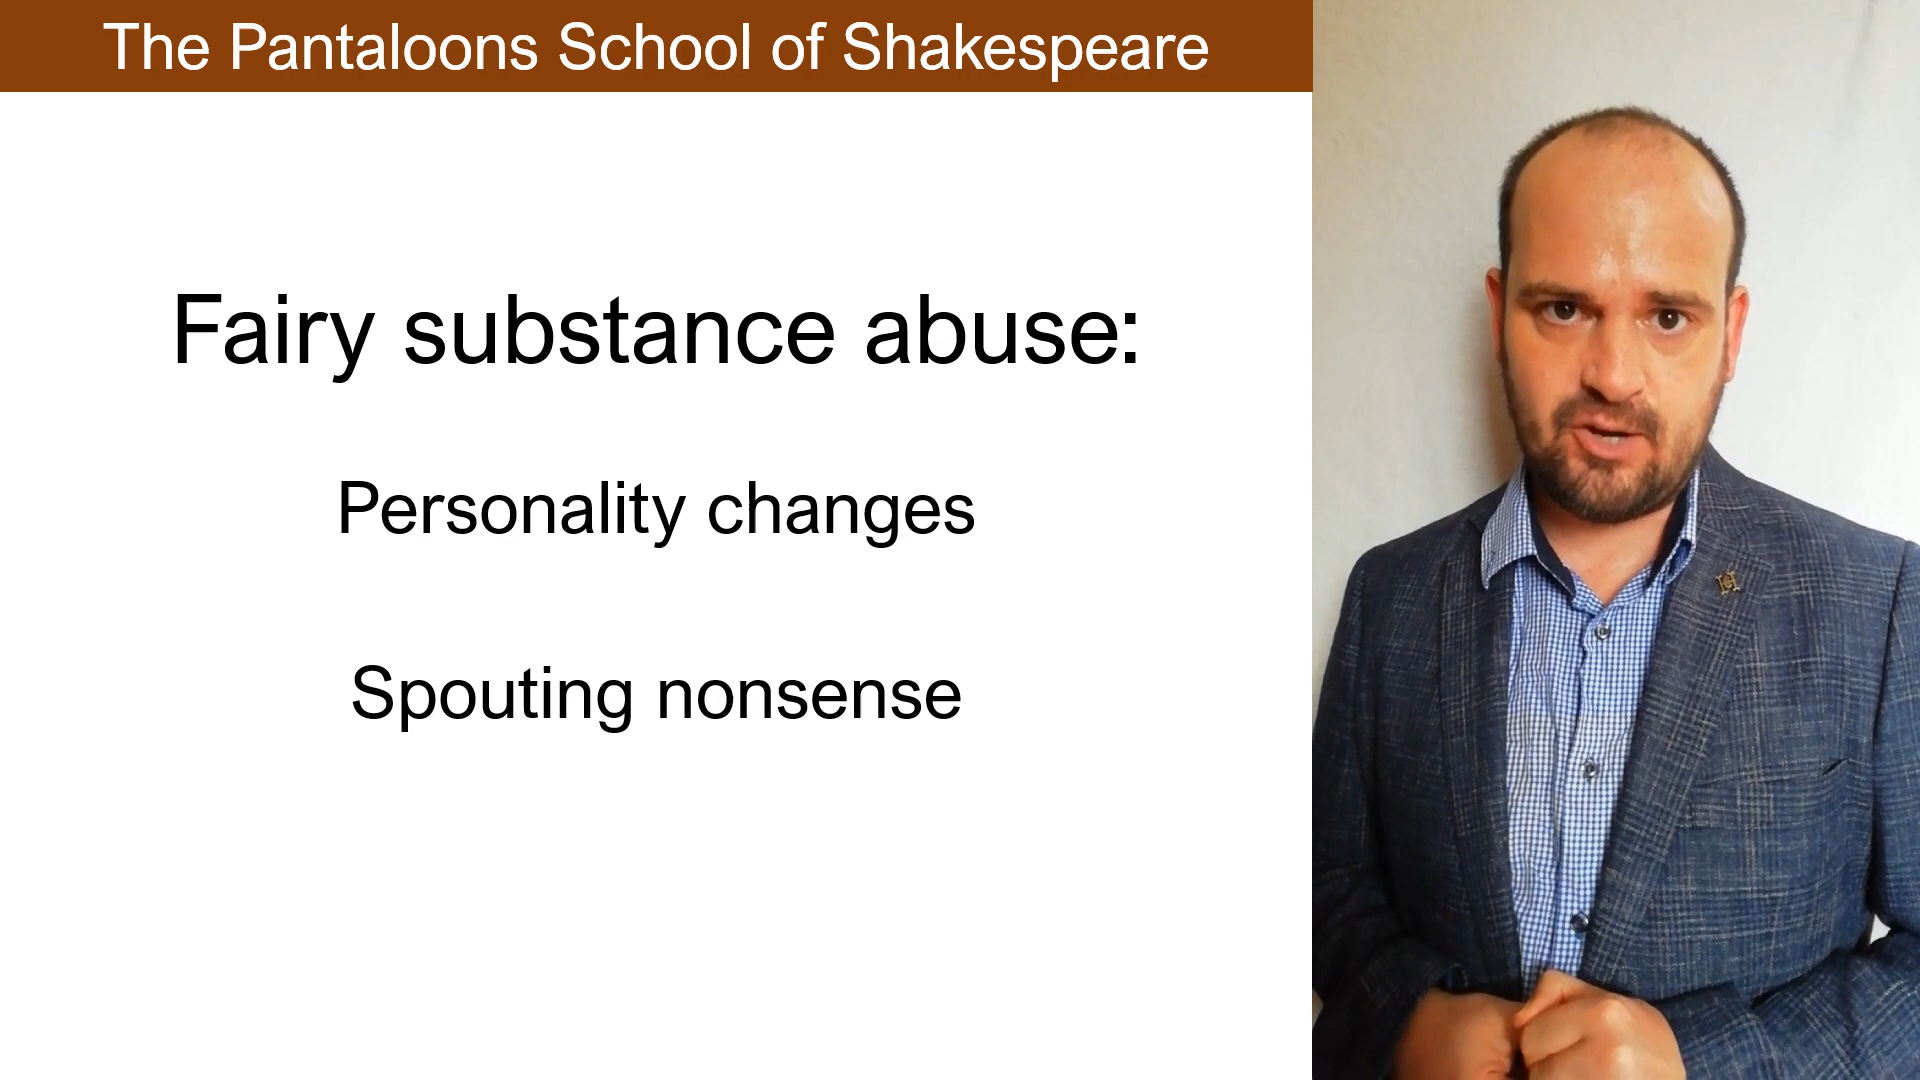 The Pantaloons School of Shakespeare
Fairy substance abuse:
Personality changes
Spouting nonsense